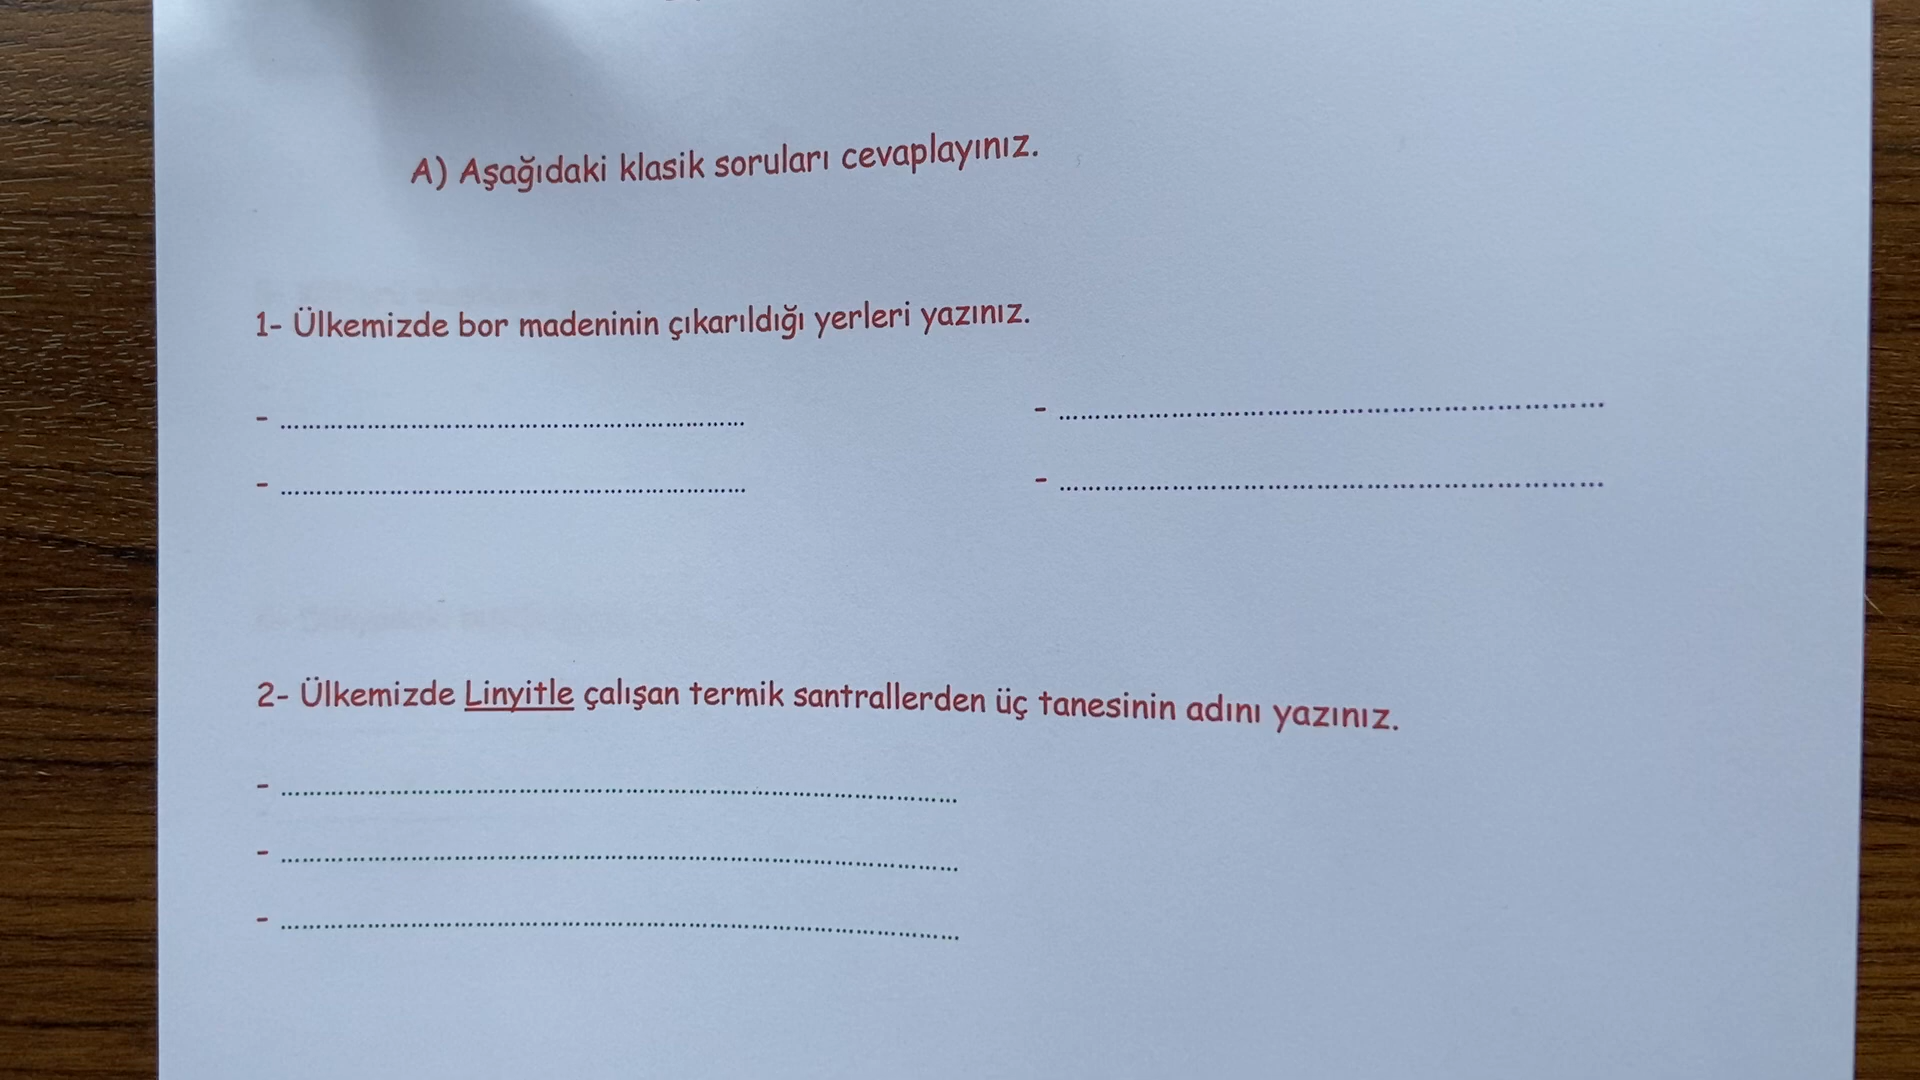 A) Aşağıdaki klasik soruları cevaplayınız.
1- Ülkemizde bor madeninin çıkarıldığı yerleri yazınız.
- ........................................................................ - ........................................................................
- ........................................................................ - ........................................................................
2- Ülkemizde Linyitle çalışan termik santrallerden üç tanesinin adını yazınız.
- ........................................................................
- ........................................................................
- ........................................................................